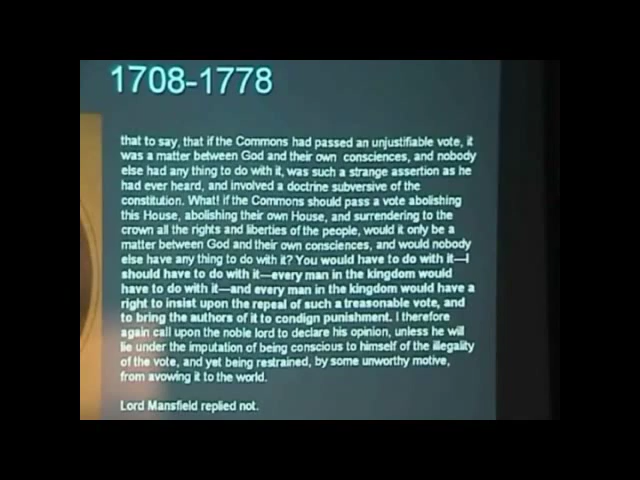 1708-1778
that to say, that if the Commons had passed an unjustifiable vote, it
was a matter between God and their own consciences, and nobody
else had any thing to do with it, was such a strange assertion as he
had ever heard, and involved a doctrine subversive of the
constitution. What! if the Commons should pass a vote abolishing
this House, abolishing their own House, and surrendering to the
crown all the rights and liberties of the people, would it only be a
matter between God and their own consciences, and would nobody
else have any thing to do with it? You would have to do with it—I
should have to do with it—every man in the kingdom would
have to do with it—and every man in the kingdom would have a
right to insist upon the repeal of such a treasonable vote, and
to bring the authors of it to condign punishment. I therefore
again call upon the noble lord to declare his opinion, unless he will
lie under the imputation of being conscious to himself of the illegality
of the vote, and yet being restrained, by some unworthy motive,
from avowing it to the world.
Lord Mansfield replied not.